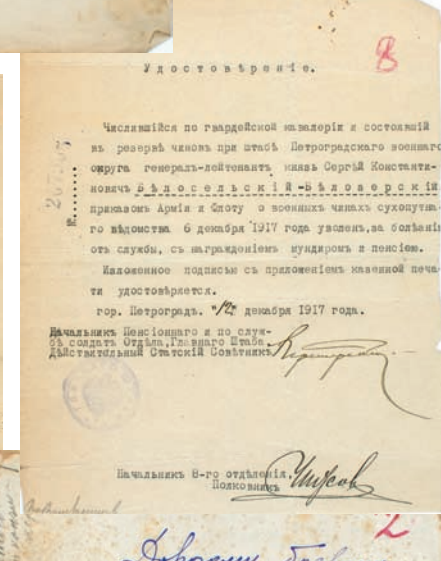 8
Удостовѣреніе.
Числившійся по гвардейской кавалеріи и состоявшій
въ резервѣ чиновъ при штабѣ Петроградскаго военнаго
округа генералъ-лейтенантъ князь Сергѣй Константи-
новичъ Бѣлосельскій-Бѣлозерскій
приказомъ Арміи и Флоту о военныхъ чинахъ сухопутна-
го вѣдомства 6 декабря 1917 года уволенъ, за болѣзнію
отъ службы, съ награжденіемъ мундиромъ и пенсіею.
Изложенное подписью съ приложеніемъ казенной печа-
ти удостовѣряется.
гор. Петроградъ. "12" декабря 1917 года.
Начальникъ Пенсіоннаго и по служ-
бѣ солдатъ Отдѣла, Главнаго Штаба
Дѣйствительный Статскій Совѣтникъ
Начальникъ 8-го отдѣленія,
Полковникъ
2